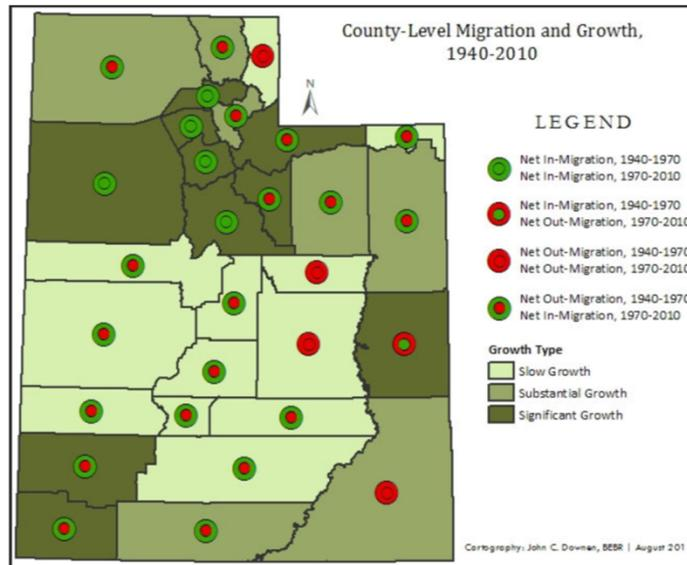 County-Level Migration and Growth,
1940-2010
N
LEGEND
Net In-Migration, 1940-1970
Net In-Migration, 1970-2010
Net In-Migration, 1940-1970
Net Out-Migration, 1970-2010
Net Out-Migration, 1940-1970
Net Out-Migration, 1970-2010
Net Out-Migration, 1940-1970
Net In-Migration, 1970-2010
Growth Type
Slow Growth
Substantial Growth
Significant Growth
Cartography: John C. Downen, BEBR | August 201